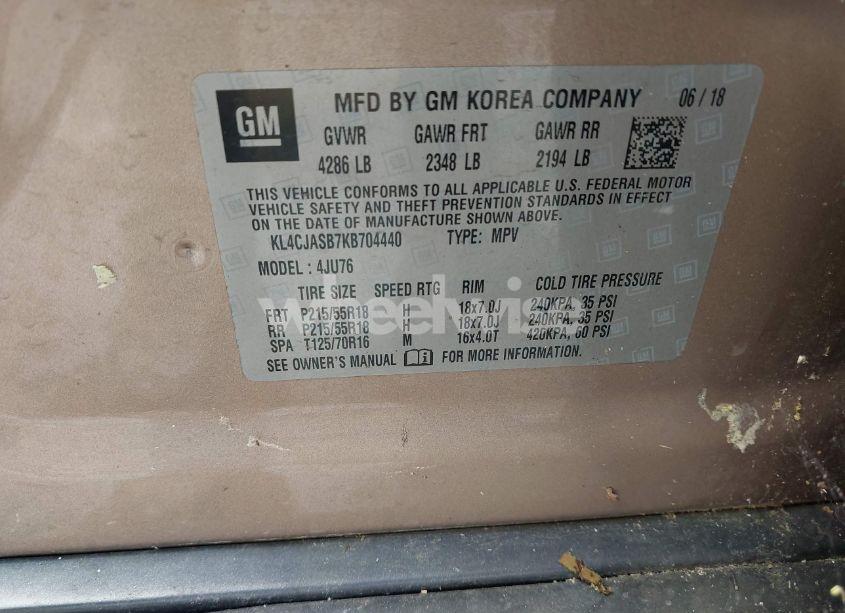 GM
MFD BY GM KOREA COMPANY 06 / 18
GVWR GAWR FRT GAWR RR
4286 LB 2348 LB 2194 LB
THIS VEHICLE CONFORMS TO ALL APPLICABLE U.S. FEDERAL MOTOR
VEHICLE SAFETY AND THEFT PREVENTION STANDARDS IN EFFECT
ON THE DATE OF MANUFACTURE SHOWN ABOVE.
KL4CJASB7KB704440 TYPE: MPV
MODEL : 4JU76
TIRE SIZE SPEED RTG RIM COLD TIRE PRESSURE
FRT P215/55R18 H 18x7.0J 240KPA, 35 PSI
RR P215/55R18 H 18x7.0J 240KPA, 35 PSI
SPA T125/70R16 M 16x4.0T 420KPA, 60 PSI
SEE OWNER'S MANUAL FOR MORE INFORMATION.
wheelwise